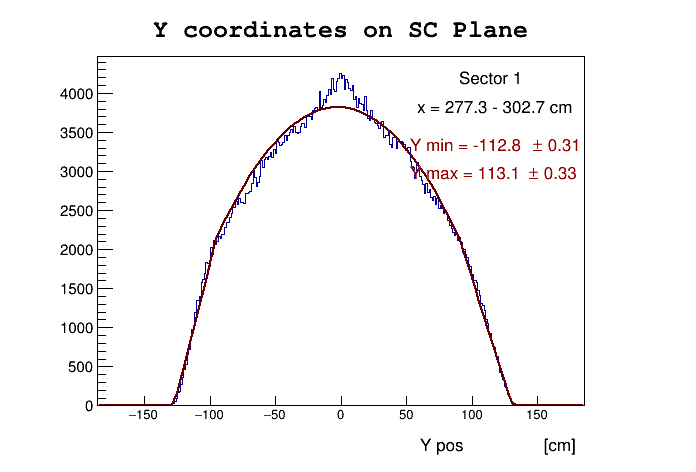 Y coordinates on SC Plane
Sector 1
x = 277.3 - 302.7 cm
Y min = -112.8 ± 0.31
Y max = 113.1 ± 0.33
4000
3500
3000
2500
2000
1500
1000
500
0
−150 −100 −50 0 50 100 150
Y pos [cm]